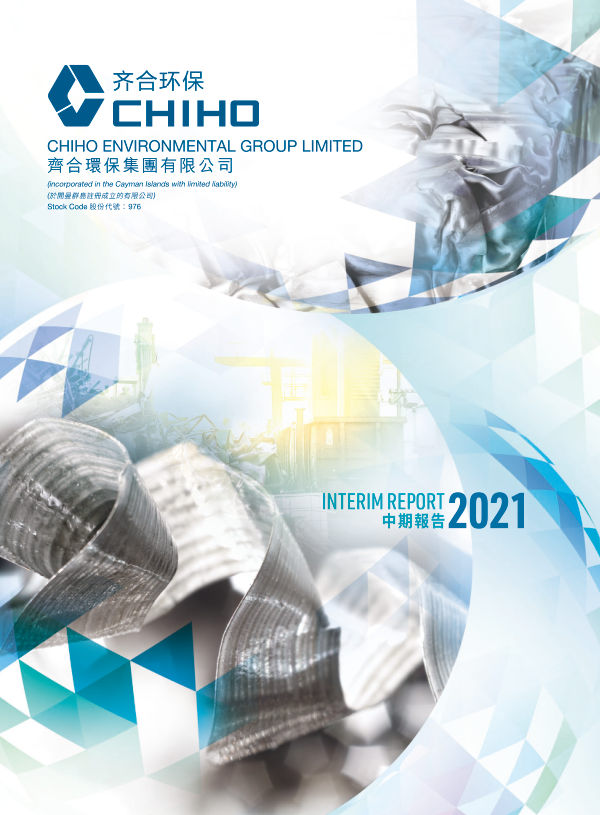 齐合环保
CHIHO
CHIHO ENVIRONMENTAL GROUP LIMITED
齊合環保集團有限公司
(incorporated in the Cayman Islands with limited liability)
(於開曼群島註冊成立的有限公司)
Stock Code 股份代號：976
INTERIM REPORT 2021
中期報告